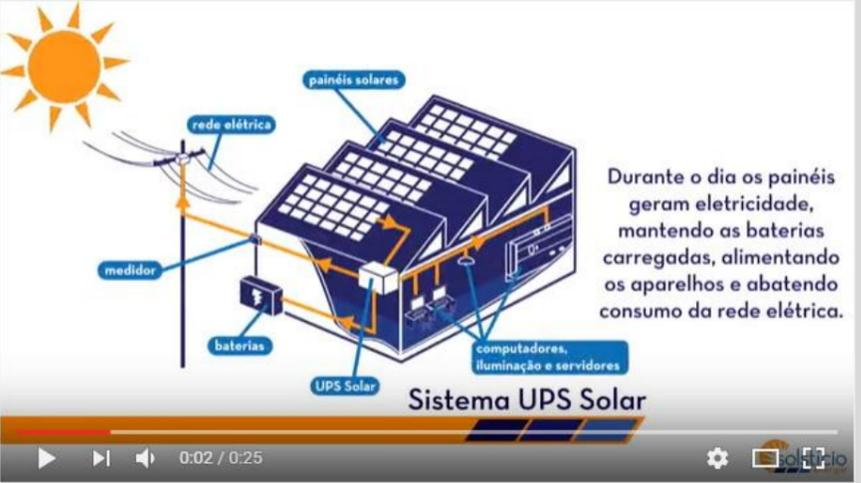 painéis solares
rede elétrica
Durante o dia os painéis
geram eletricidade,
mantendo as baterias
carregadas, alimentando
os aparelhos e abatendo
consumo da rede elétrica.
medidor
baterias
computadores,
iluminação e servidores
UPS Solar
Sistema UPS Solar
0:02 / 0:25
solstício